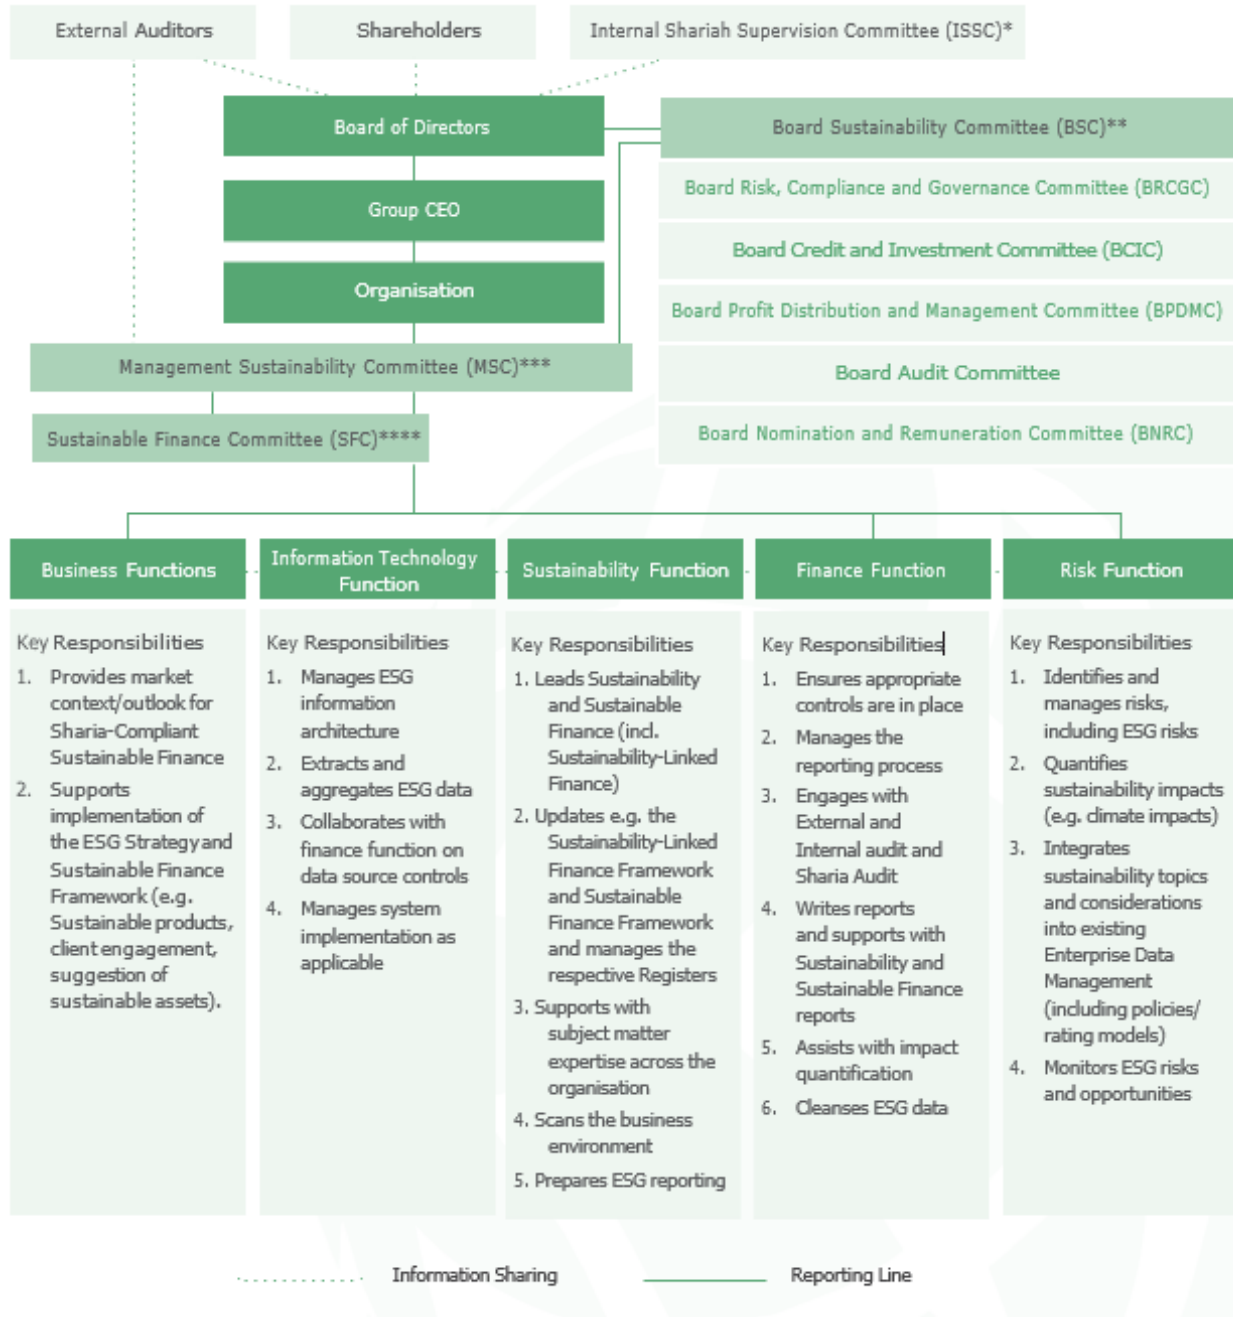 External Auditors
Shareholders
Internal Shariah Supervision Committee (ISSC)*
Board of Directors
Board Sustainability Committee (BSC)**
Board Risk, Compliance and Governance Committee (BRCGC)
Group CEO
Board Credit and Investment Committee (BCIC)
Organisation
Board Profit Distribution and Management Committee (BPDMC)
Management Sustainability Committee (MSC)***
Board Audit Committee
Sustainable Finance Committee (SFC)****
Board Nomination and Remuneration Committee (BNRC)
Business Functions
Key Responsibilities
1. Provides market
context/outlook for
Sharia-Compliant
Sustainable Finance
2. Supports
implementation of
the ESG Strategy and
Sustainable Finance
Framework (e.g.
Sustainable products,
client engagement,
suggestion of
sustainable assets).
Information Technology
Function
Key Responsibilities
1. Manages ESG
information
architecture
2. Extracts and
aggregates ESG data
3. Collaborates with
finance function on
data source controls
4. Manages system
implementation as
applicable
Sustainability Function
Key Responsibilities
1. Leads Sustainability
and Sustainable
Finance (incl.
Sustainability-Linked
Finance)
2. Updates e.g. the
Sustainability-Linked
Finance Framework
and Sustainable
Finance Framework
and manages the
respective Registers
3. Supports with
subject matter
expertise across the
organisation
4. Scans the business
environment
5. Prepares ESG reporting
Finance Function
Key Responsibilities
1. Ensures appropriate
controls are in place
2. Manages the
reporting process
3. Engages with
External and
Internal audit and
Sharia Audit
4. Writes reports
and supports with
Sustainability and
Sustainable Finance
reports
5. Assists with impact
quantification
6. Cleanses ESG data
Risk Function
Key Responsibilities
1. Identifies and
manages risks,
including ESG risks
2. Quantifies
sustainability impacts
(e.g. climate impacts)
3. Integrates
sustainability topics
and considerations
into existing
Enterprise Data
Management
(including policies/
rating models)
4. Monitors ESG risks
and opportunities
Information Sharing
Reporting Line